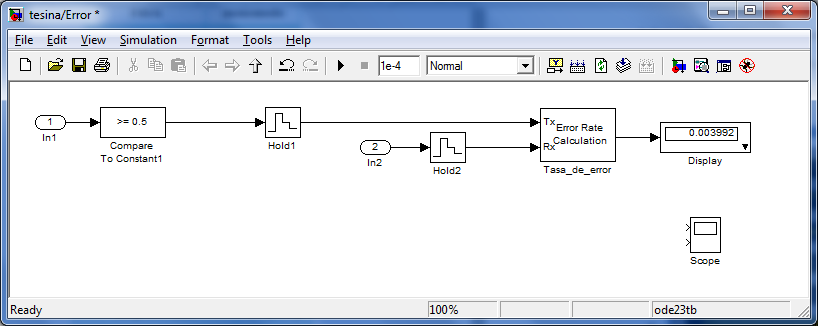 tesina/Error *
File Edit View Simulation Format Tools Help
1e-4 Normal
1
In1
>= 0.5
Compare
To Constant1
Hold1
2
In2
Hold2
Tx
Rx
Error Rate
Calculation
Tasa_de_error
0.003992
Display
Scope
Ready 100% ode23tb